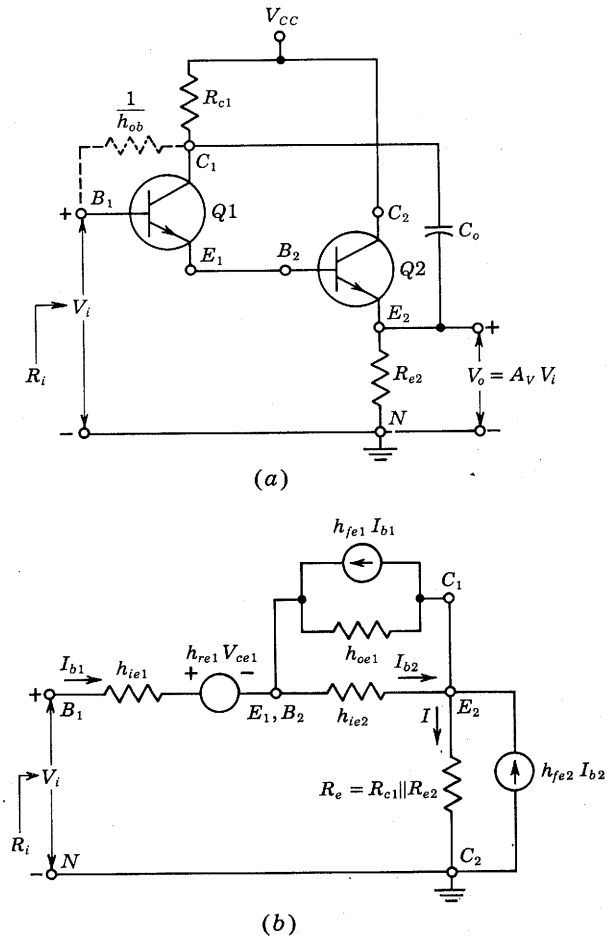 V_CC
R_c1
1/h_ob
C_1
B_1
Q1
+
E_1
B_2
C_2
C_o
Q2
V_i
R_i
E_2
+
R_e2
V_o = A_V V_i
N
−
−
(a)
h_fe1 I_b1
C_1
h_oe1
I_b1
h_ie1
h_re1 V_ce1
+
−
I_b2
+
B_1
E_1, B_2
h_ie2
E_2
I
V_i
R_i
R_e = R_c1||R_e2
h_fe2 I_b2
N
−
C_2
(b)